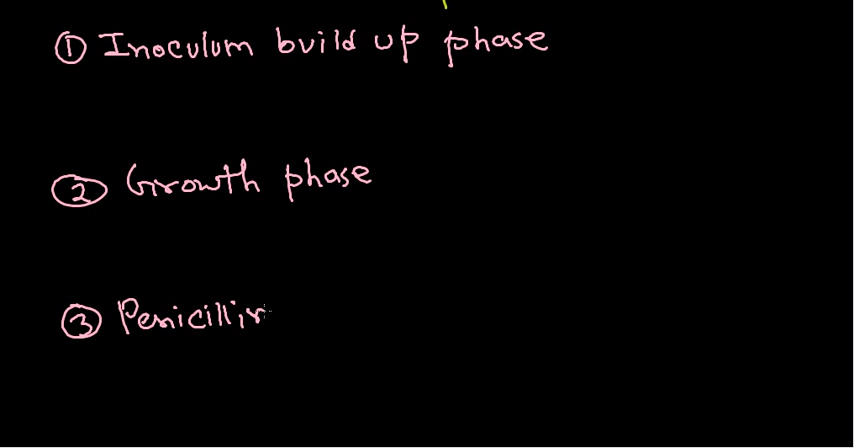 ① Inoculum build up phase
② Growth phase
③ Penicillin